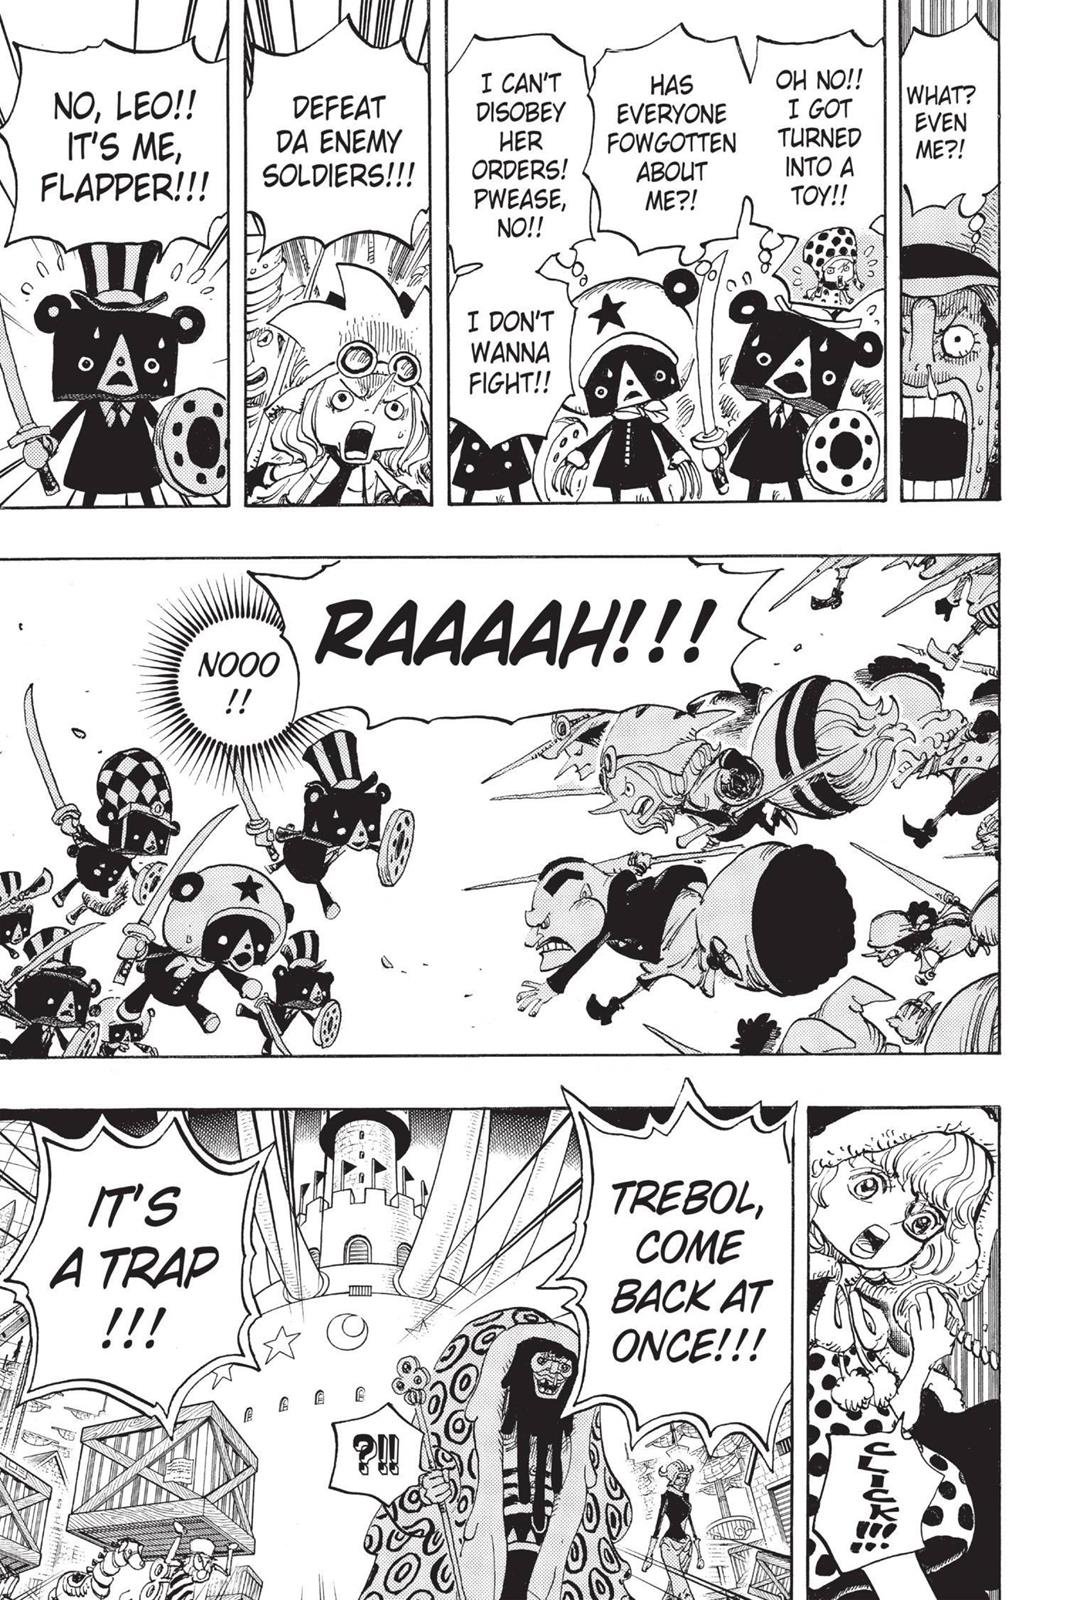 WHAT?
EVEN
ME?!
OH NO!!
I GOT
TURNED
INTO A
TOY!!
HAS
EVERYONE
FOWGOTTEN
ABOUT
ME?!
I CAN'T
DISOBEY
HER
ORDERS!
PWEASE,
NO!!
I DON'T
WANNA
FIGHT!!
DEFEAT
DA ENEMY
SOLDIERS!!!
NO, LEO!!
IT'S ME,
FLAPPER!!!
RAAAAH!!!
NOOO
!!
CLICK!!!
TREBOL,
COME
BACK AT
ONCE!!!
?!!
IT'S
A TRAP
!!!